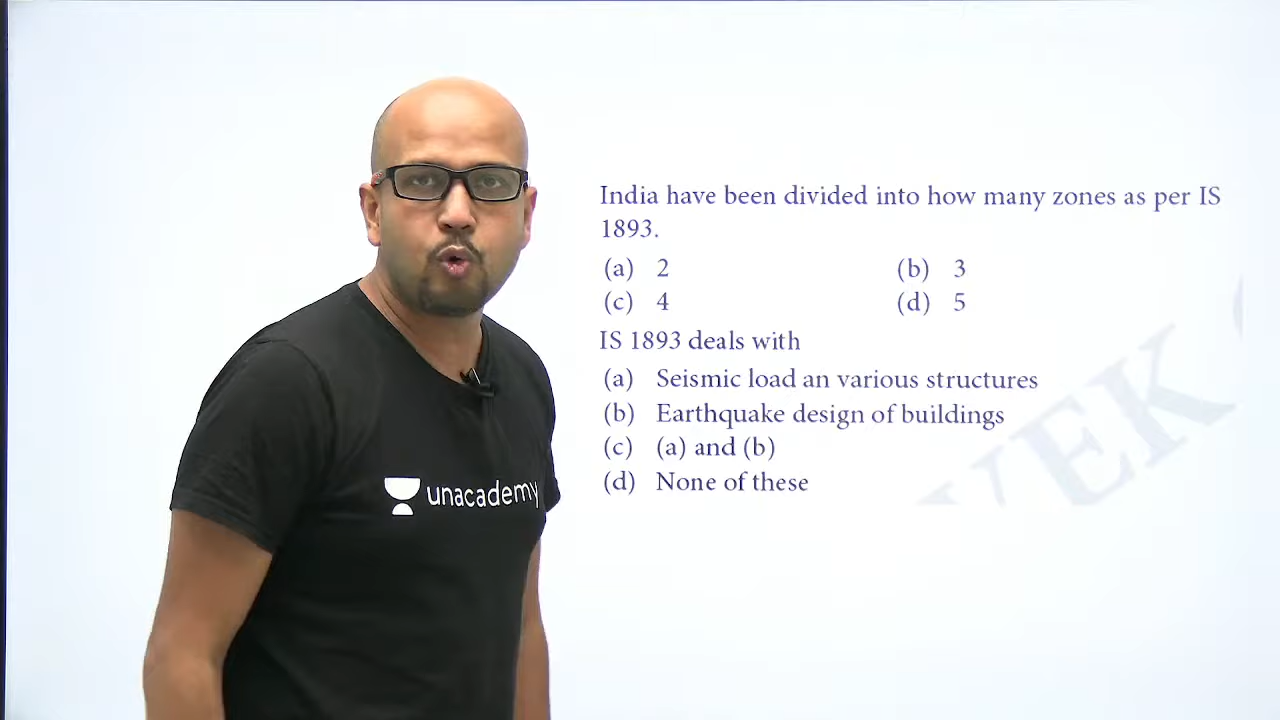 India have been divided into how many zones as per IS
1893.
(a) 2 (b) 3
(c) 4 (d) 5
IS 1893 deals with
(a) Seismic load an various structures
(b) Earthquake design of buildings
(c) (a) and (b)
(d) None of these
unacademy
VEK